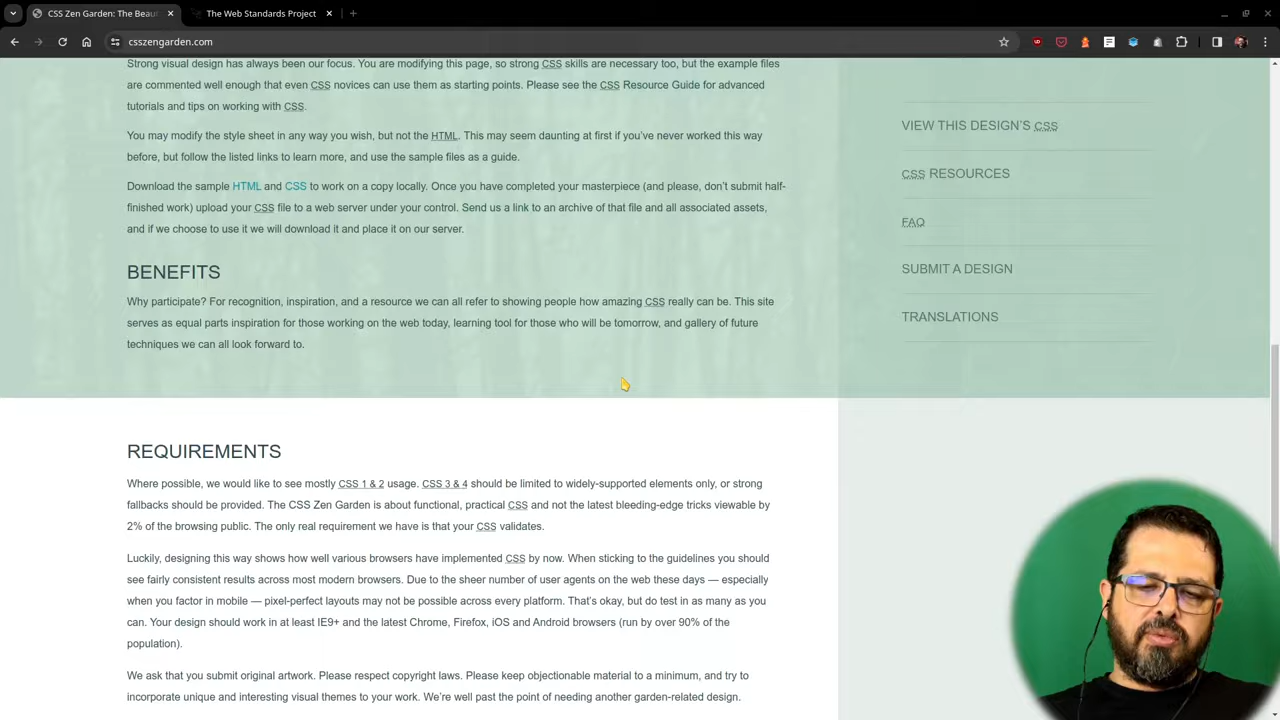 CSS Zen Garden: The Beau
The Web Standards Project
csszengarden.com
Strong visual design has always been our focus. You are modifying this page, so strong CSS skills are necessary too, but the example files
are commented well enough that even CSS novices can use them as starting points. Please see the CSS Resource Guide for advanced
tutorials and tips on working with CSS.
You may modify the style sheet in any way you wish, but not the HTML. This may seem daunting at first if you’ve never worked this way
before, but follow the listed links to learn more, and use the sample files as a guide.
Download the sample HTML and CSS to work on a copy locally. Once you have completed your masterpiece (and please, don’t submit half-
finished work) upload your CSS file to a web server under your control. Send us a link to an archive of that file and all associated assets,
and if we choose to use it we will download it and place it on our server.
BENEFITS
Why participate? For recognition, inspiration, and a resource we can all refer to showing people how amazing CSS really can be. This site
serves as equal parts inspiration for those working on the web today, learning tool for those who will be tomorrow, and gallery of future
techniques we can all look forward to.
VIEW THIS DESIGN’S CSS
CSS RESOURCES
FAQ
SUBMIT A DESIGN
TRANSLATIONS
REQUIREMENTS
Where possible, we would like to see mostly CSS 1 & 2 usage. CSS 3 & 4 should be limited to widely-supported elements only, or strong
fallbacks should be provided. The CSS Zen Garden is about functional, practical CSS and not the latest bleeding-edge tricks viewable by
2% of the browsing public. The only real requirement we have is that your CSS validates.
Luckily, designing this way shows how well various browsers have implemented CSS by now. When sticking to the guidelines you should
see fairly consistent results across most modern browsers. Due to the sheer number of user agents on the web these days — especially
when you factor in mobile — pixel-perfect layouts may not be possible across every platform. That’s okay, but do test in as many as you
can. Your design should work in at least IE9+ and the latest Chrome, Firefox, iOS and Android browsers (run by over 90% of the
population).
We ask that you submit original artwork. Please respect copyright laws. Please keep objectionable material to a minimum, and try to
incorporate unique and interesting visual themes to your work. We’re well past the point of needing another garden-related design.